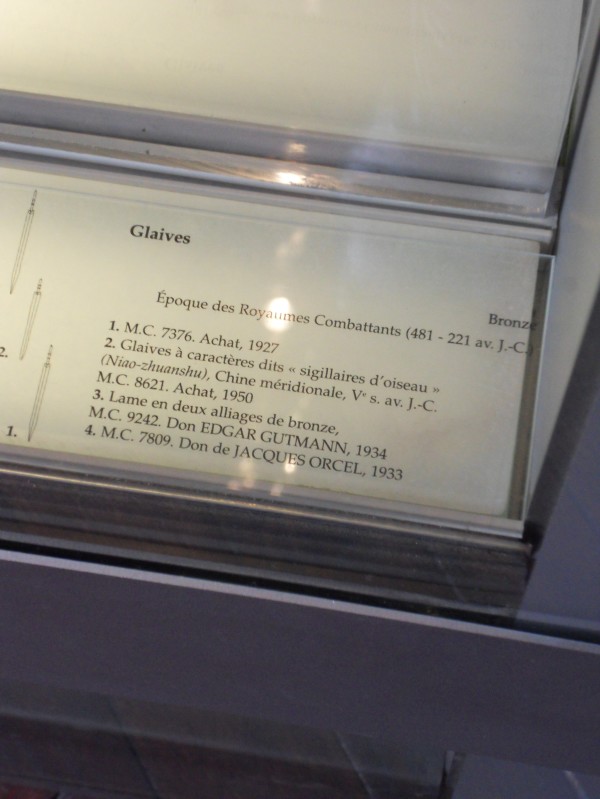 Glaives
Bronze
Époque des Royaumes Combattants (481 - 221 av. J.-C.)
1. M.C. 7376. Achat, 1927
2. Glaives à caractères dits « sigillaires d'oiseau »
(Niao-zhuanshu), Chine méridionale, Vᵉ s. av. J.-C.
M.C. 8621. Achat, 1950
3. Lame en deux alliages de bronze,
M.C. 9242. Don EDGAR GUTMANN, 1934
4. M.C. 7809. Don de JACQUES ORCEL, 1933
2.
1.